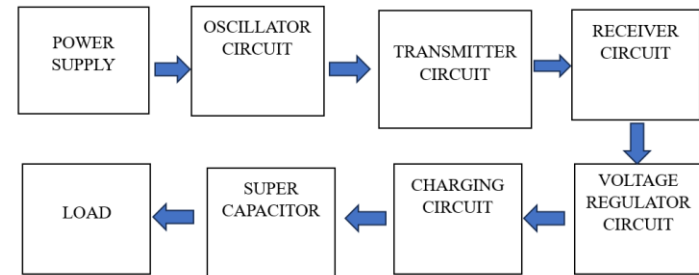 POWER
SUPPLY
OSCILLATOR
CIRCUIT
TRANSMITTER
CIRCUIT
RECEIVER
CIRCUIT
LOAD
SUPER
CAPACITOR
CHARGING
CIRCUIT
VOLTAGE
REGULATOR
CIRCUIT